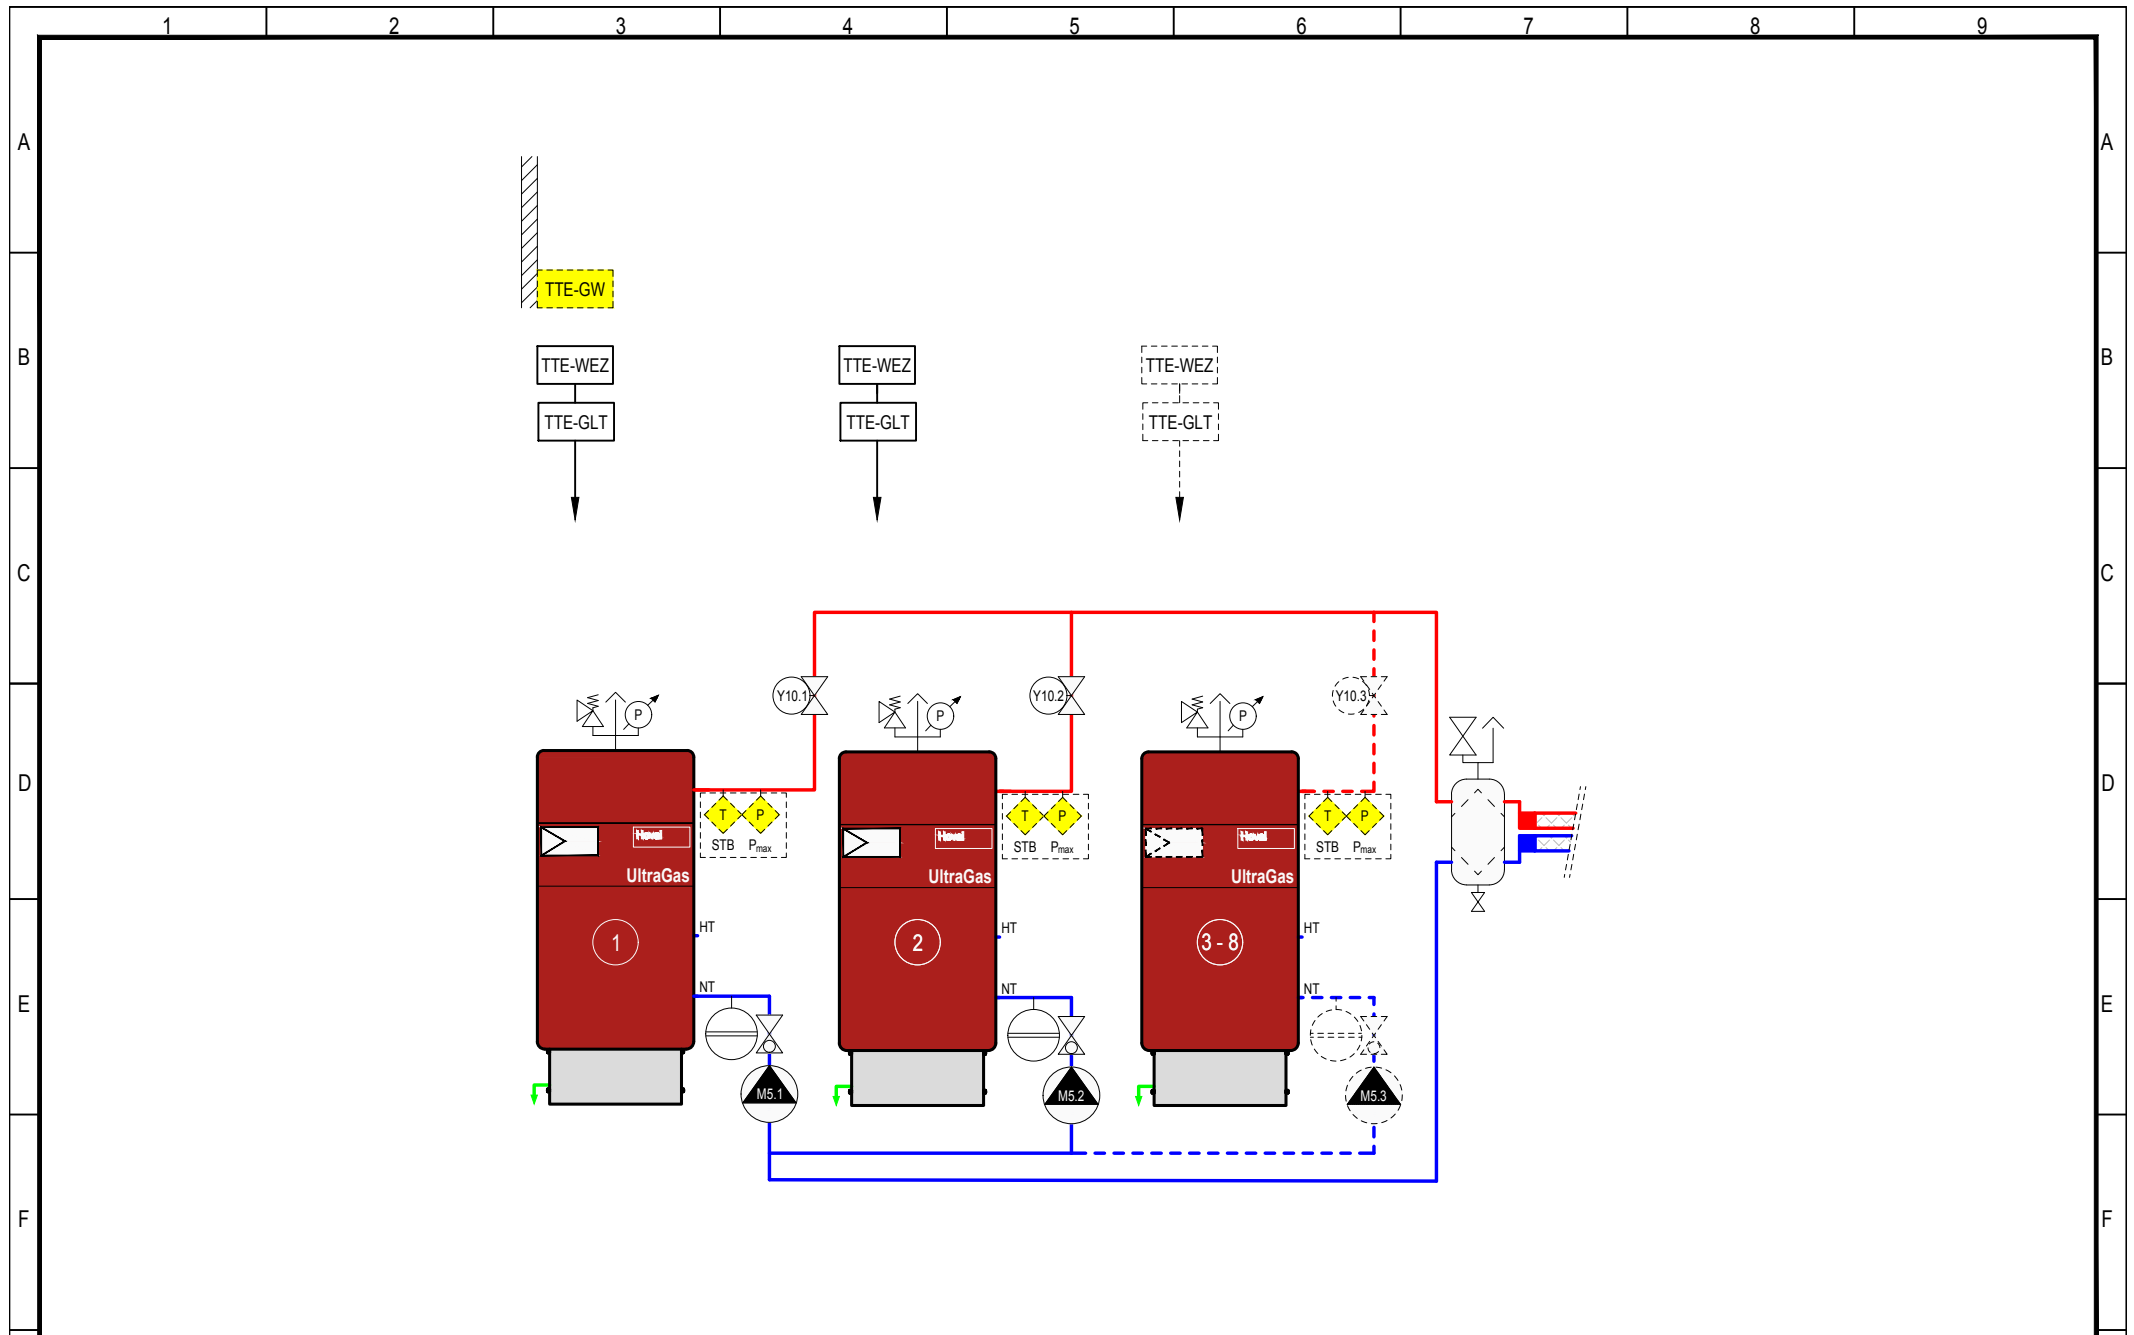 1 2 3 4 5 6 7 8 9
A A
TTE-GW
B B
TTE-WEZ TTE-WEZ TTE-WEZ
TTE-GLT TTE-GLT TTE-GLT
C C
Y10.1 Y10.2 Y10.3
P P P
D D
T P T P T P
Hoval Hoval Hoval
STB Pmax STB Pmax STB Pmax
UltraGas UltraGas UltraGas
HT HT HT
1 2 3 - 8
NT NT NT
E E
M5.1 M5.2 M5.3
F F